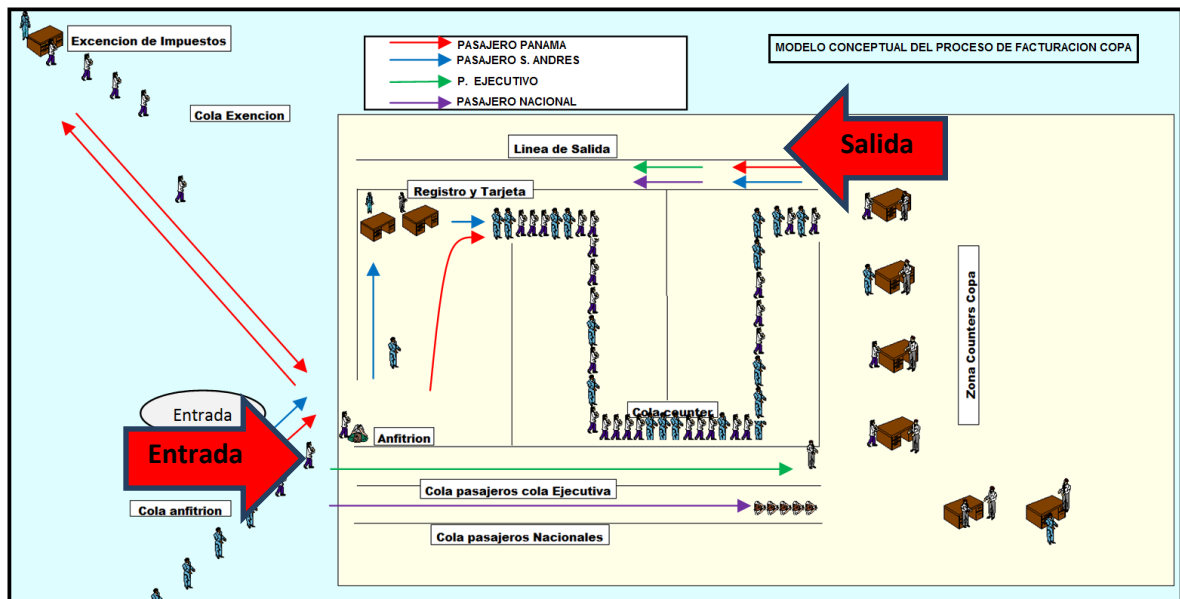 Excencion de Impuestos
PASAJERO PANAMA
PASAJERO S. ANDRES
P. EJECUTIVO
PASAJERO NACIONAL
MODELO CONCEPTUAL DEL PROCESO DE FACTURACION COPA
Cola Exencion
Linea de Salida
Salida
Registro y Tarjeta
Zona Counters Copa
Entrada
Cola counter
Anfitrion
Entrada
Cola pasajeros cola Ejecutiva
Cola anfitrion
Cola pasajeros Nacionales